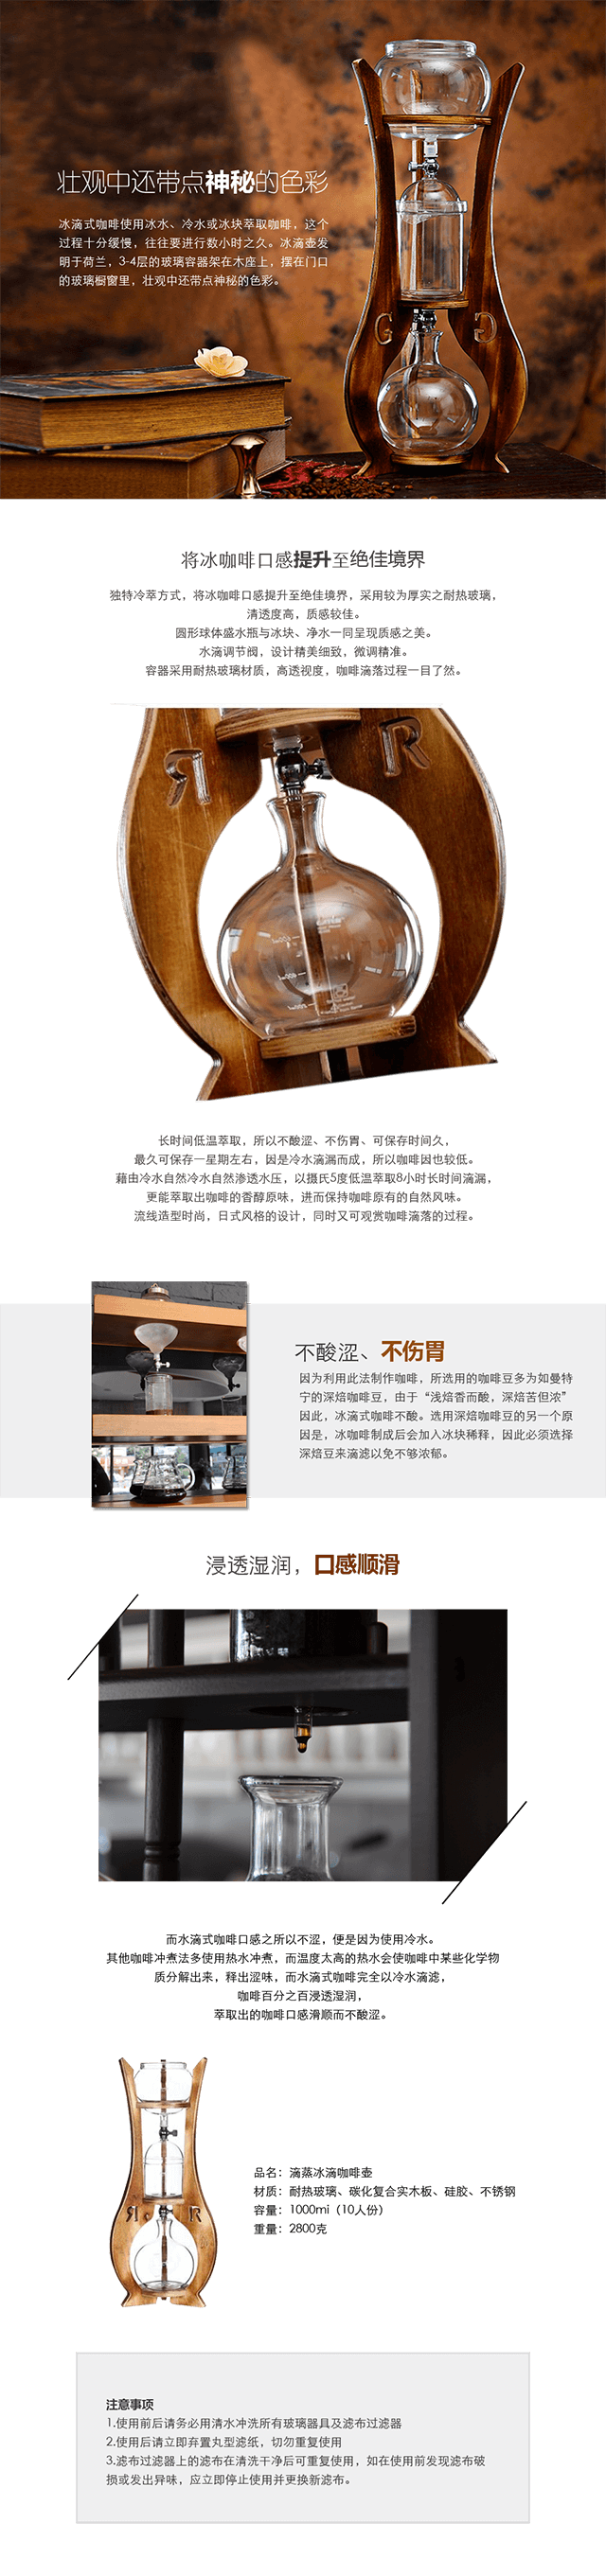 壮观中还带点神秘的色彩
冰滴式咖啡使用冰水、冷水或冰块萃取咖啡，这个
过程十分缓慢，往往要进行数小时之久。冰滴壶发
明于荷兰，3-4层的玻璃容器架在木座上，摆在门口
的玻璃橱窗里，壮观中还带点神秘的色彩。
将冰咖啡口感提升至绝佳境界
独特冷萃方式，将冰咖啡口感提升至绝佳境界，采用较为厚实之耐热玻璃，
清透度高，质感较佳。
圆形球体盛水瓶与冰块、净水一同呈现质感之美。
水滴调节阀，设计精美细致，微调精准。
容器采用耐热玻璃材质，高透视度，咖啡滴落过程一目了然。
R
长时间低温萃取，所以不酸涩、不伤胃、可保存时间久，
最久可保存一星期左右，因是冷水滴漏而成，所以咖啡因也较低。
藉由冷水自然冷水自然渗透水压，以摄氏5度低温萃取8小时长时间滴漏，
更能萃取出咖啡的香醇原味，进而保持咖啡原有的自然风味。
流线造型时尚，日式风格的设计，同时又可观赏咖啡滴落的过程。
不酸涩、不伤胃
因为利用此法制作咖啡，所选用的咖啡豆多为如曼特
宁的深焙咖啡豆，由于“浅焙香而酸，深焙苦但浓”
因此，冰滴式咖啡不酸。选用深焙咖啡豆的另一个原
因是，冰咖啡制成后会加入冰块稀释，因此必须选择
深焙豆来滴滤以免不够浓郁。
浸透湿润，口感顺滑
而水滴式咖啡口感之所以不涩，便是因为使用冷水。
其他咖啡冲煮法多使用热水冲煮，而温度太高的热水会使咖啡中某些化学物
质分解出来，释出涩味，而水滴式咖啡完全以冷水滴滤，
咖啡百分之百浸透湿润，
萃取出的咖啡口感滑顺而不酸涩。
品名：滴蒸冰滴咖啡壶
材质：耐热玻璃、碳化复合实木板、硅胶、不锈钢
容量：1000mi（10人份）
重量：2800克
注意事项
1.使用前后请务必用清水冲洗所有玻璃器具及滤布过滤器
2.使用后请立即弃置丸型滤纸，切勿重复使用
3.滤布过滤器上的滤布在清洗干净后可重复使用，如在使用前发现滤布破
损或发出异味，应立即停止使用并更换新滤布。